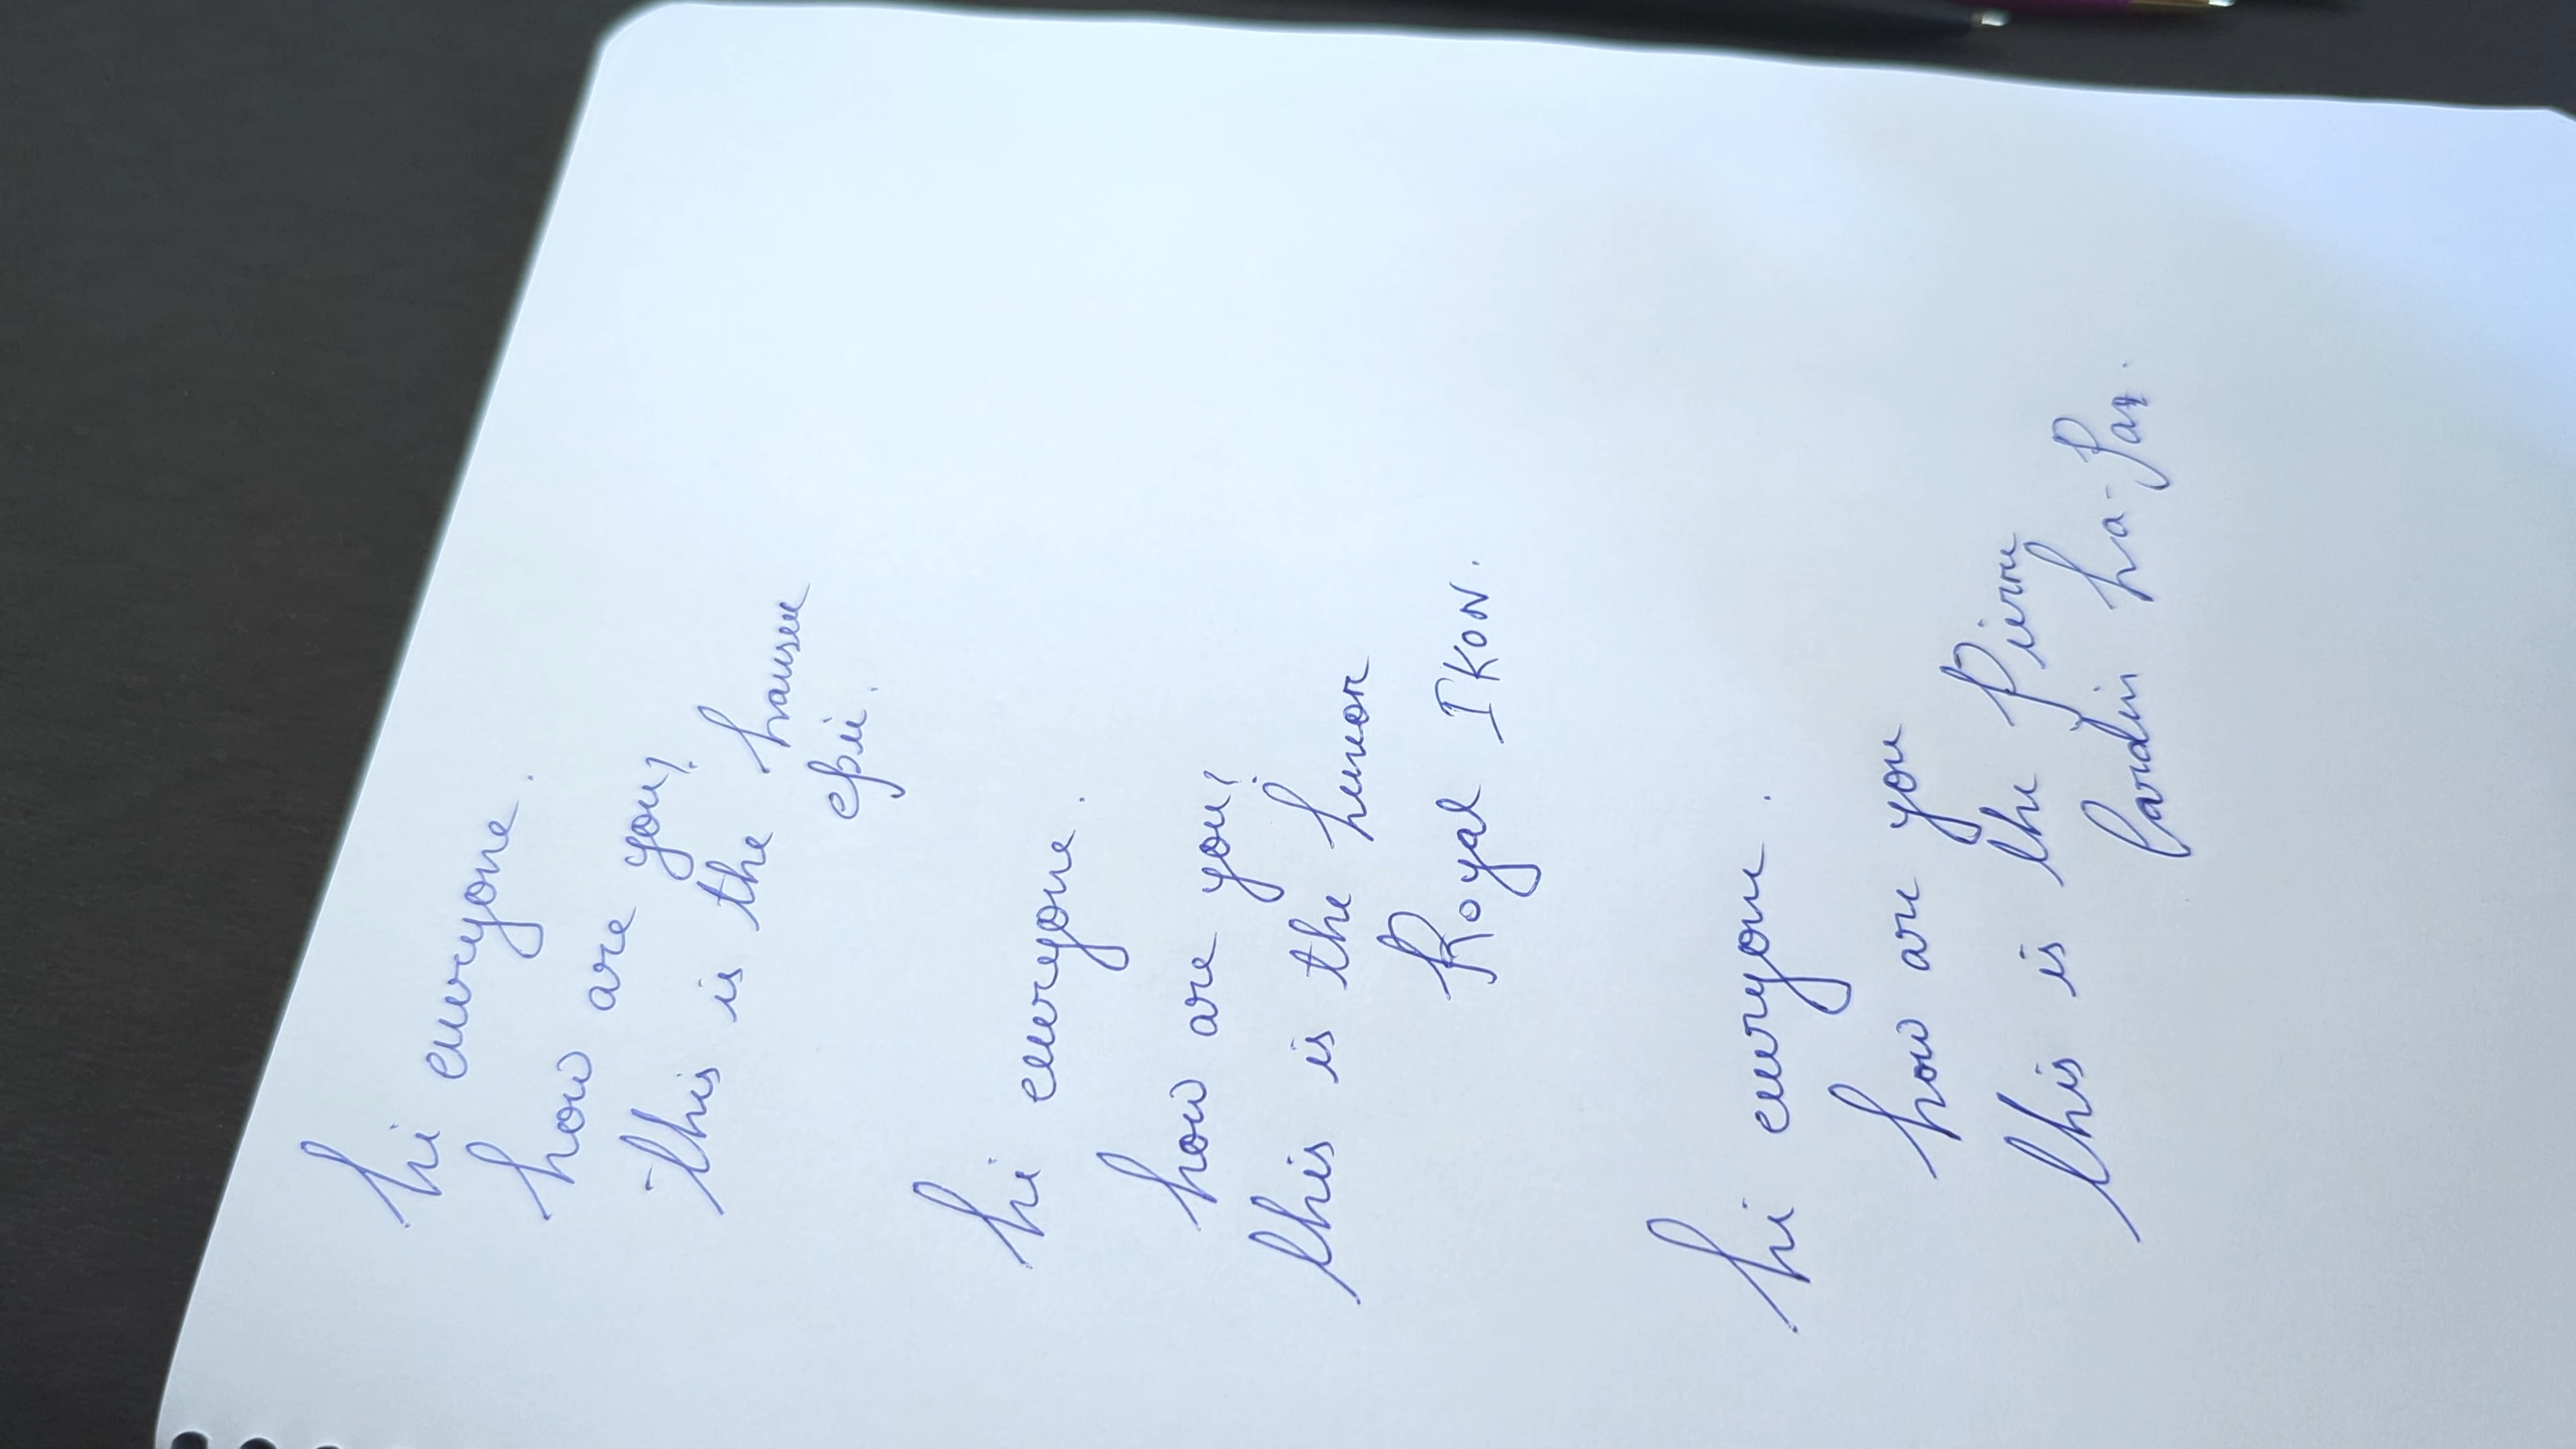 hi everyone.
how are you?
this is the hauser
epii.
hi everyone.
how are you?
this is the luxor
Royal IKON.
hi everyone.
how are you
this is the Pierre
Cardin